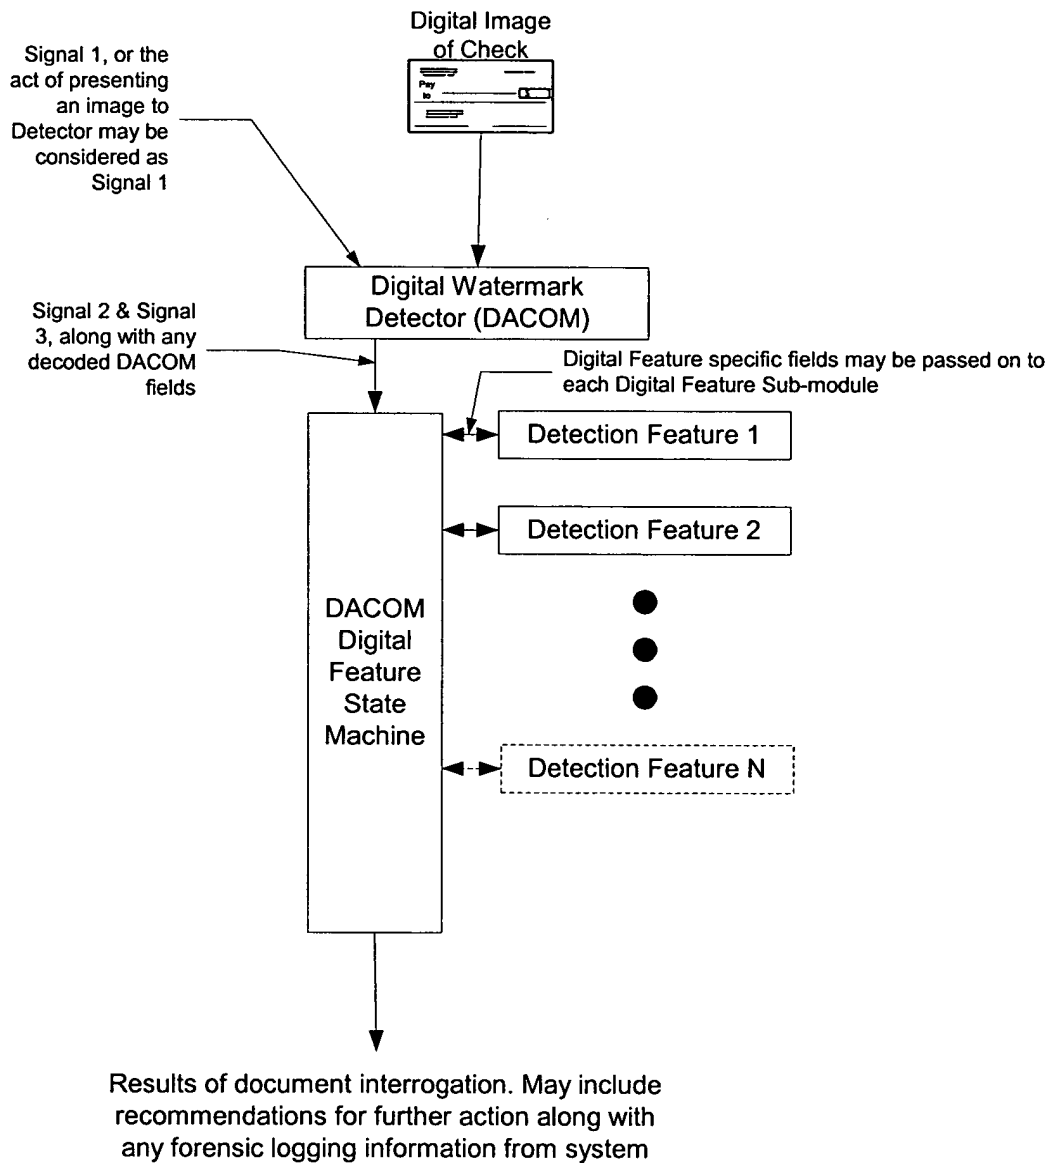 Digital Image
of Check
Pay
to
Signal 1, or the
act of presenting
an image to
Detector may be
considered as
Signal 1
Digital Watermark
Detector (DACOM)
Signal 2 & Signal
3, along with any
decoded DACOM
fields
Digital Feature specific fields may be passed on to
each Digital Feature Sub-module
Detection Feature 1
Detection Feature 2
DACOM
Digital
Feature
State
Machine
Detection Feature N
Results of document interrogation. May include
recommendations for further action along with
any forensic logging information from system